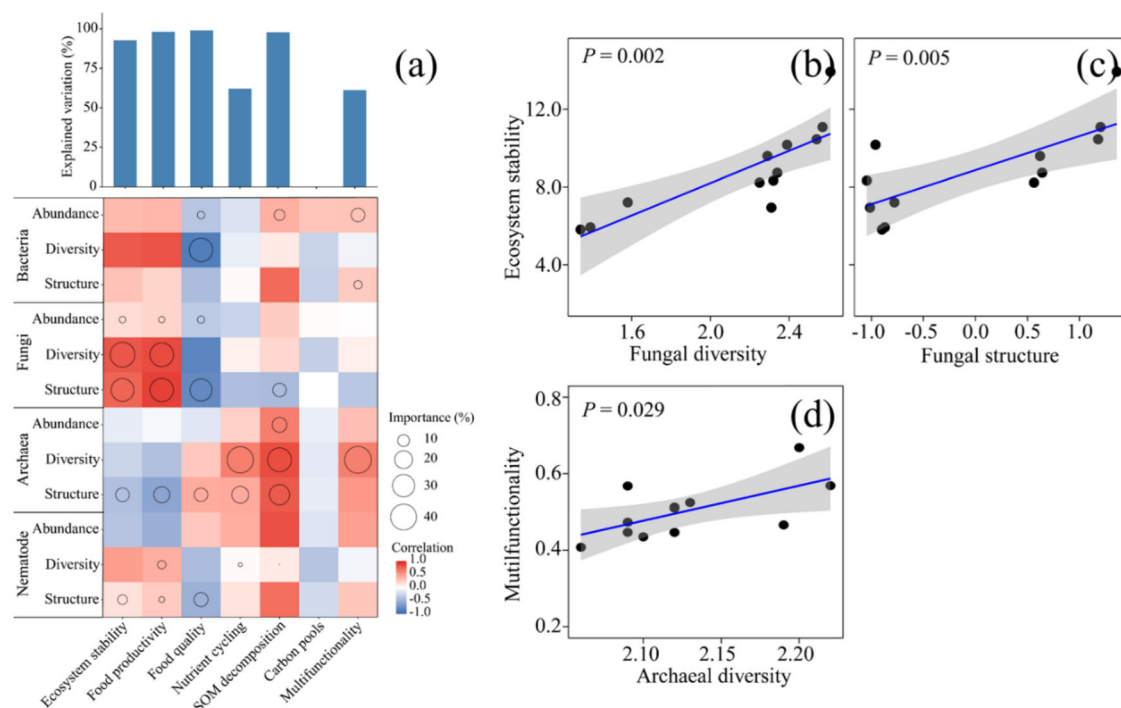 (a)
Explained variation (%)
100
75
50
25
0
Bacteria
Abundance
Diversity
Structure
Fungi
Abundance
Diversity
Structure
Archaea
Abundance
Diversity
Structure
Nematode
Abundance
Diversity
Structure
Ecosystem stability
Food productivity
Food quality
Nutrient cycling
SOM decomposition
Carbon pools
Multifunctionality
Importance (%)
10
20
30
40
Correlation
1.0
0.5
0.0
-0.5
-1.0
P = 0.002
(b)
Ecosystem stability
12.0
8.0
4.0
1.6 2.0 2.4
Fungal diversity
P = 0.005
(c)
-1.0 -0.5 0.0 0.5 1.0
Fungal structure
P = 0.029
(d)
Mutilfunctionality
0.8
0.6
0.4
0.2
2.10 2.15 2.20
Archaeal diversity